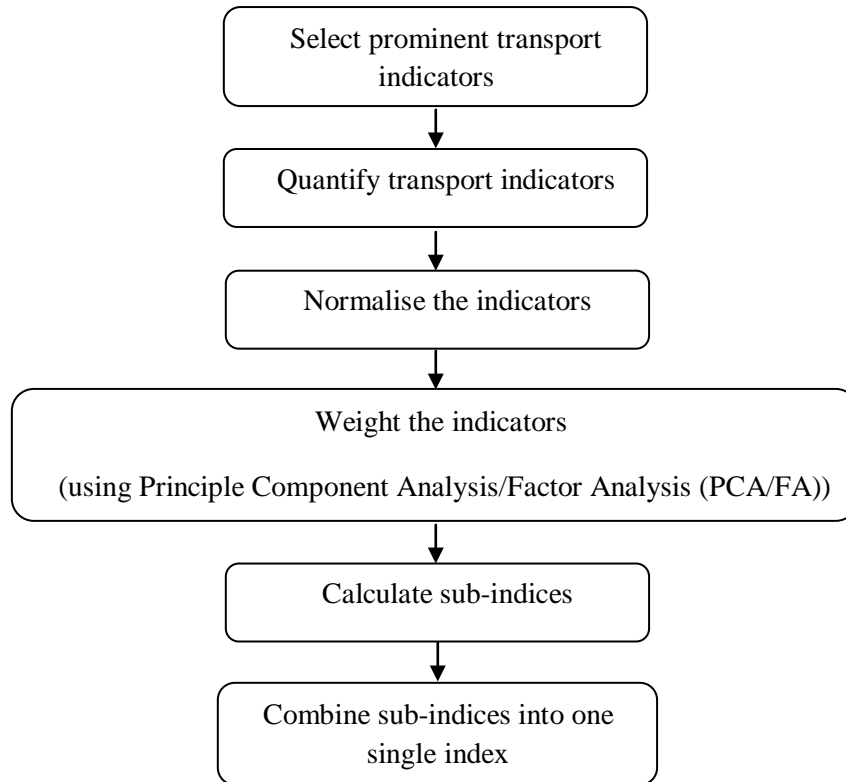 Select prominent transport
indicators
Quantify transport indicators
Normalise the indicators
Weight the indicators
(using Principle Component Analysis/Factor Analysis (PCA/FA))
Calculate sub-indices
Combine sub-indices into one
single index